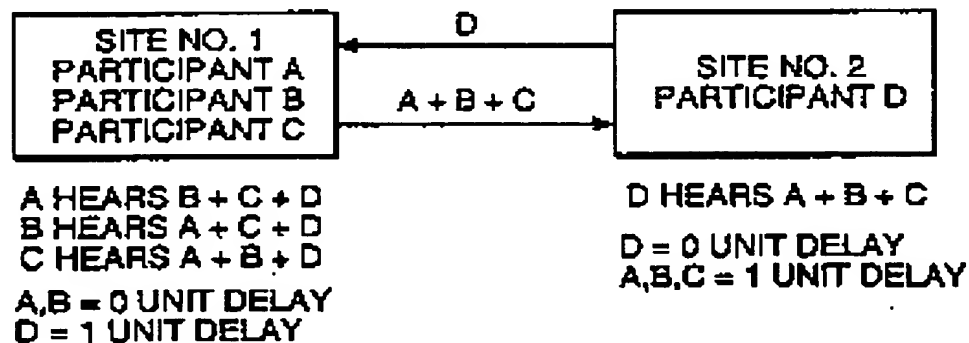 SITE NO. 1
PARTICIPANT A
PARTICIPANT B
PARTICIPANT C
D
A + B + C
SITE NO. 2
PARTICIPANT D
A HEARS B + C + D
B HEARS A + C + D
C HEARS A + B + D
A,B = 0 UNIT DELAY
D = 1 UNIT DELAY
D HEARS A + B + C
D = 0 UNIT DELAY
A,B,C = 1 UNIT DELAY